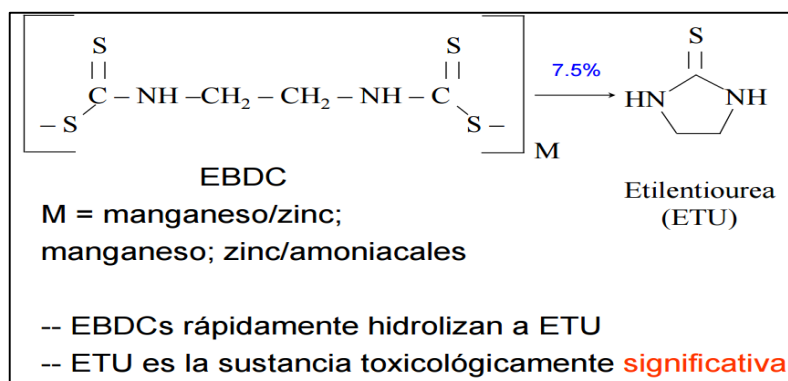 S S
|| || 7.5% S
C – NH –CH₂ – CH₂ – NH – C ||
– S S – HN NH
M
EBDC Etilentiourea
M = manganeso/zinc; (ETU)
manganeso; zinc/amoniacales
-- EBDCs rápidamente hidrolizan a ETU
-- ETU es la sustancia toxicológicamente significativa